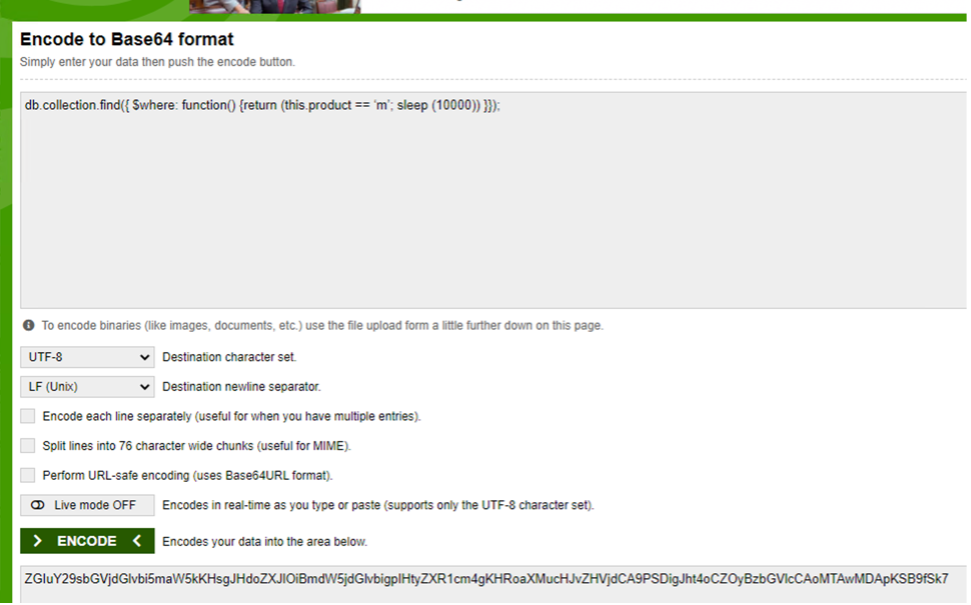 Encode to Base64 format
Simply enter your data then push the encode button.
db.collection.find({ $where: function() {return (this.product == ‘m’; sleep (10000)) }});
To encode binaries (like images, documents, etc.) use the file upload form a little further down on this page.
UTF-8 Destination character set.
LF (Unix) Destination newline separator.
Encode each line separately (useful for when you have multiple entries).
Split lines into 76 character wide chunks (useful for MIME).
Perform URL-safe encoding (uses Base64URL format).
Live mode OFF Encodes in real-time as you type or paste (supports only the UTF-8 character set).
> ENCODE < Encodes your data into the area below.
ZGIuY29sbGVjdGlvbi5maW5kKHsgJHdoZXJlOiBmdW5jdGlvbigpIHtyZXR1cm4gKHRoaXMucHJvZHVjdCA9PSDigJht4oCZOyBzbGVlcCAoMTAwMDApKSB9fSk7